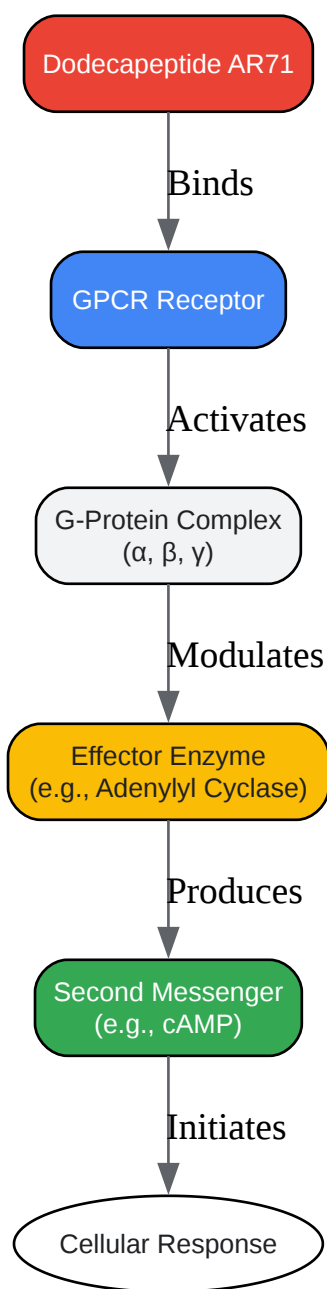 Dodecapeptide AR71
Binds
GPCR Receptor
Activates
G-Protein Complex
(α, β, γ)
Modulates
Effector Enzyme
(e.g., Adenylyl Cyclase)
Produces
Second Messenger
(e.g., cAMP)
Initiates
Cellular Response